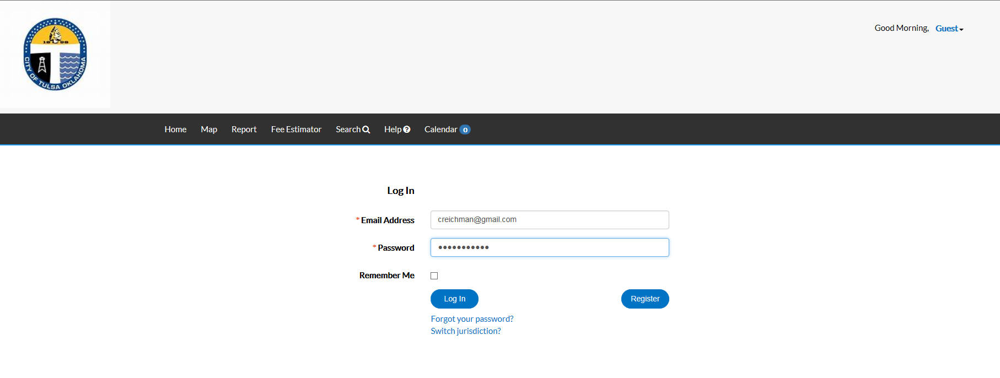 1898
CITY OF TULSA OKLAHOMA
Good Morning, Guest
Home Map Report Fee Estimator Search Help Calendar 0
Log In
* Email Address creichman@gmail.com
* Password •••••••••••
Remember Me
Log In Register
Forgot your password?
Switch jurisdiction?